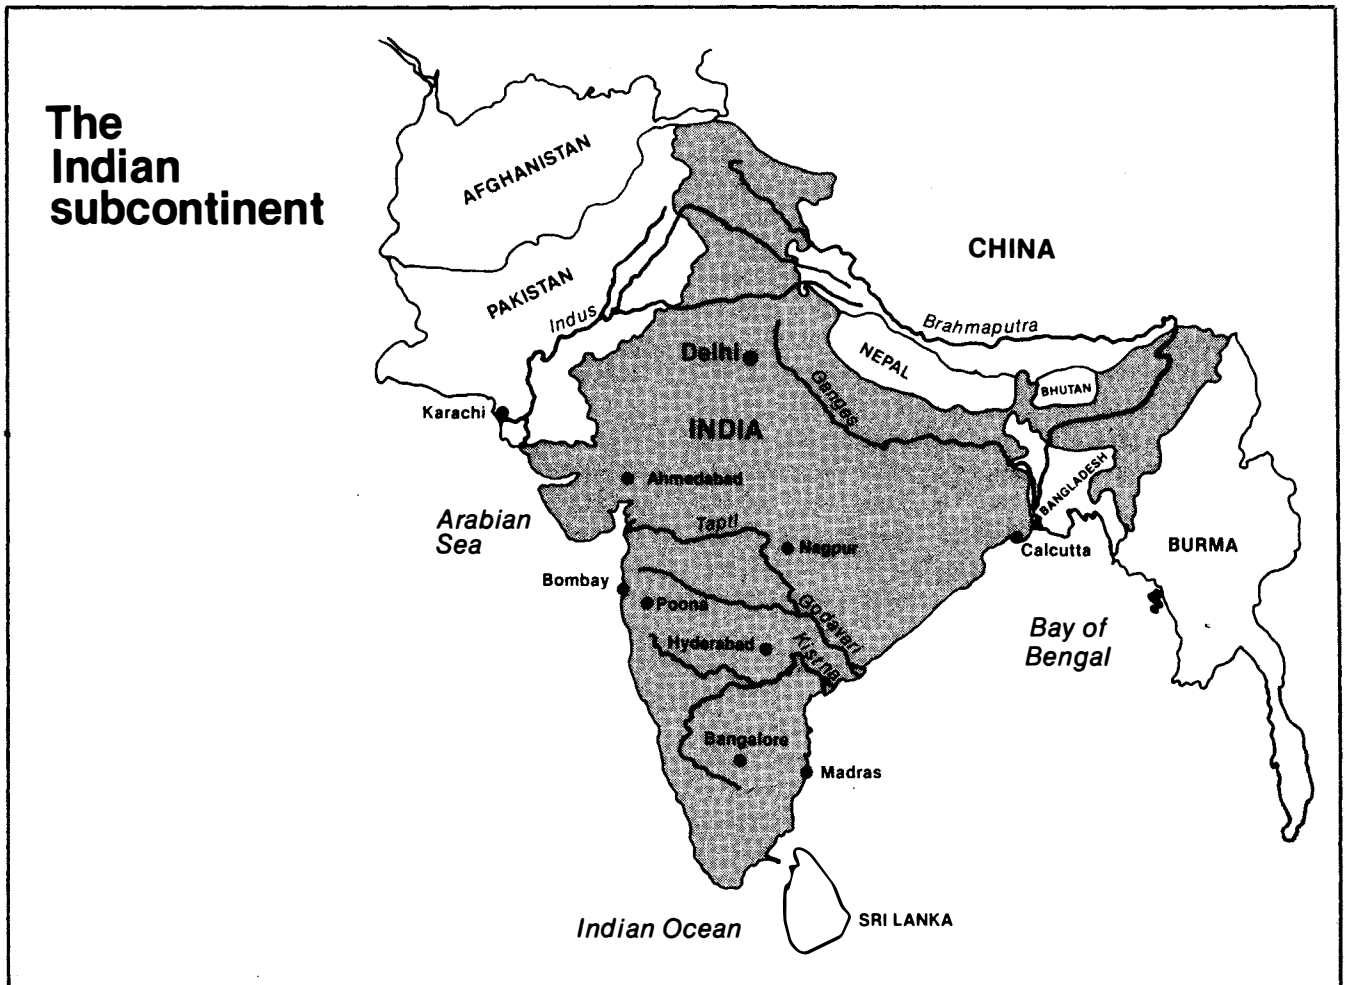 The
Indian
subcontinent
AFGHANISTAN
PAKISTAN
Indus
CHINA
Brahmaputra
NEPAL
BHUTAN
Delhi
Ganges
Karachi
INDIA
BANGLADESH
Ahmedabad
Arabian
Sea
Tapti
Nagpur
Calcutta
BURMA
Bombay
Poona
Godavari
Hyderabad
Kistna
Bay of
Bengal
Bangalore
Madras
Indian Ocean
SRI LANKA